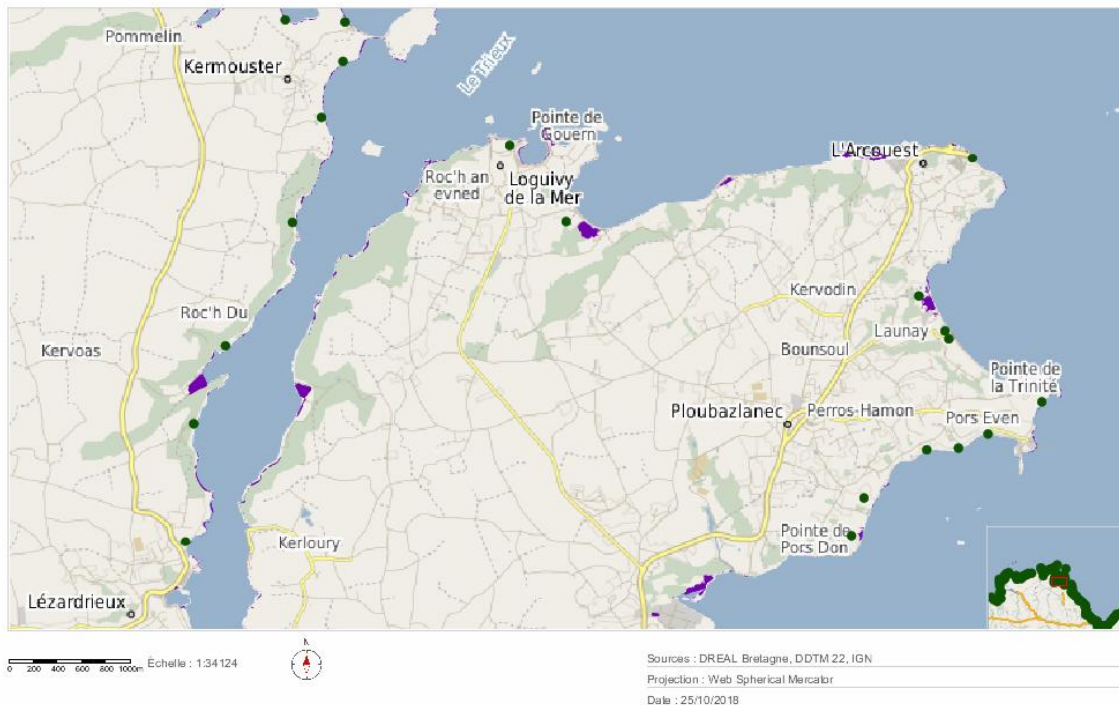 Pommelin
Kermouster
Le Trieux
Pointe de
Gouern
L'Arcouest
Roc'h an
evned
Loguivy
de la Mer
Kervodin
Roc'h Du
Launay
Kervoas
Bounsoul
Pointe de
la Trinité
Ploubazlanec
Perros-Hamon
Pors Even
Pointe de
Pors Don
Kerloury
Lézardrieux
0 200 400 600 800 1000m
Échelle : 1:34124
N
Sources : DREAL Bretagne, DDTM 22, IGN
Projection : Web Spherical Mercator
Date : 25/10/2018